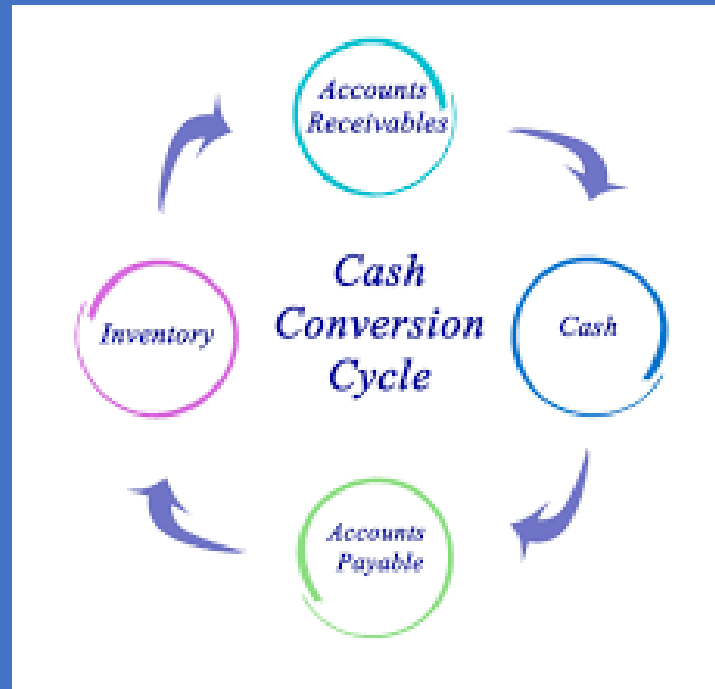 Accounts
Receivables
Cash
Conversion
Cycle
Inventory
Cash
Accounts
Payable